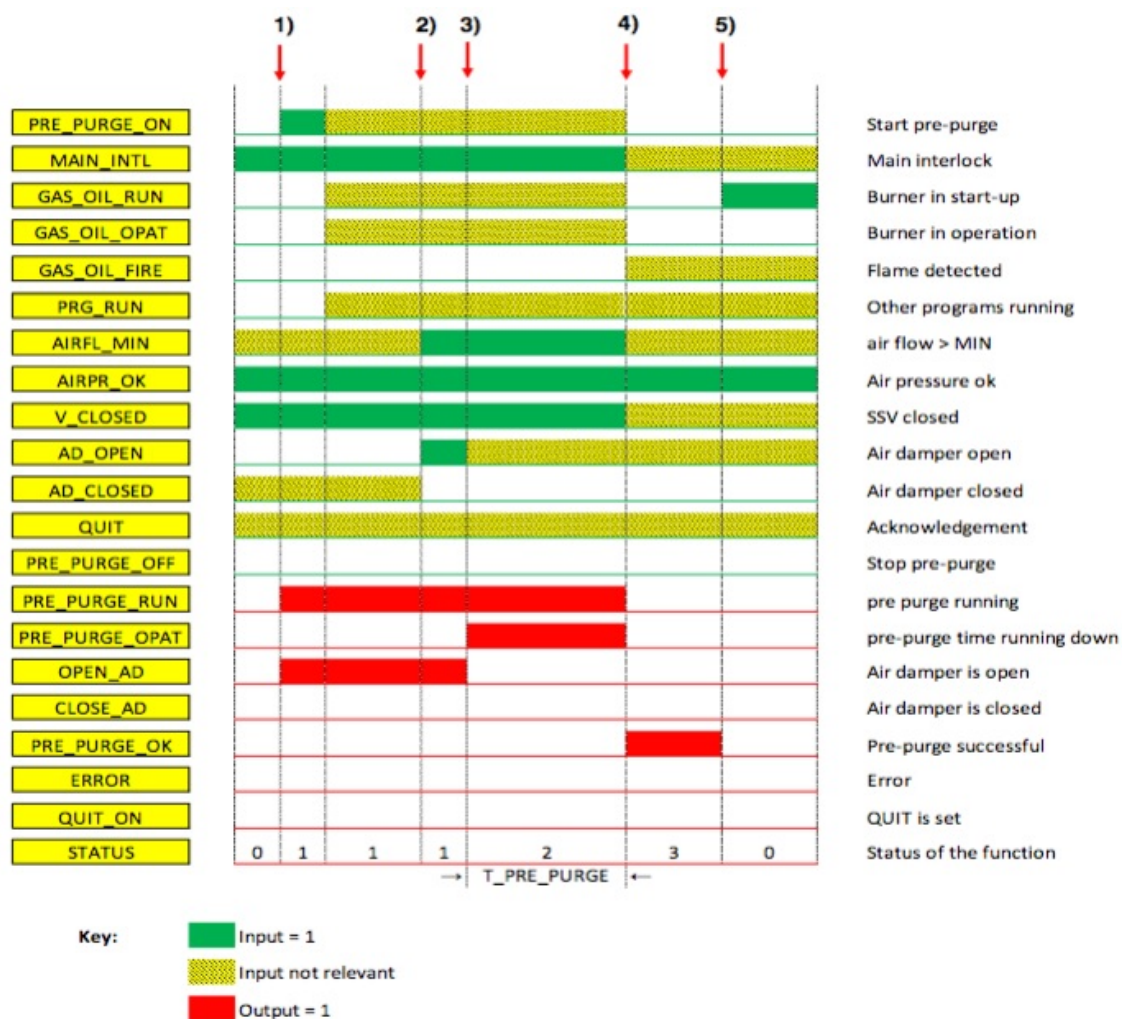 1) 2) 3) 4) 5)
PRE_PURGE_ON Start pre-purge
MAIN_INTL Main interlock
GAS_OIL_RUN Burner in start-up
GAS_OIL_OPAT Burner in operation
GAS_OIL_FIRE Flame detected
PRG_RUN Other programs running
AIRFL_MIN air flow > MIN
AIRPR_OK Air pressure ok
V_CLOSED SSV closed
AD_OPEN Air damper open
AD_CLOSED Air damper closed
QUIT Acknowledgement
PRE_PURGE_OFF Stop pre-purge
PRE_PURGE_RUN pre purge running
PRE_PURGE_OPAT pre-purge time running down
OPEN_AD Air damper is open
CLOSE_AD Air damper is closed
PRE_PURGE_OK Pre-purge successful
ERROR Error
QUIT_ON QUIT is set
STATUS 0 1 1 1 2 3 0 Status of the function
T_PRE_PURGE
Key: Input = 1
Input not relevant
Output = 1